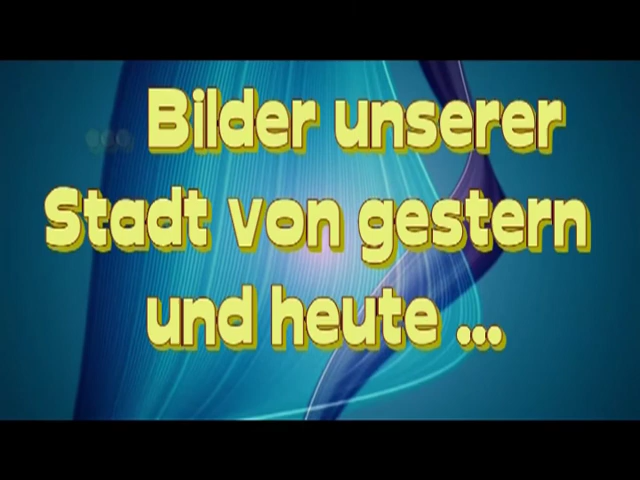 ... Bilder unserer
Stadt von gestern
und heute ...